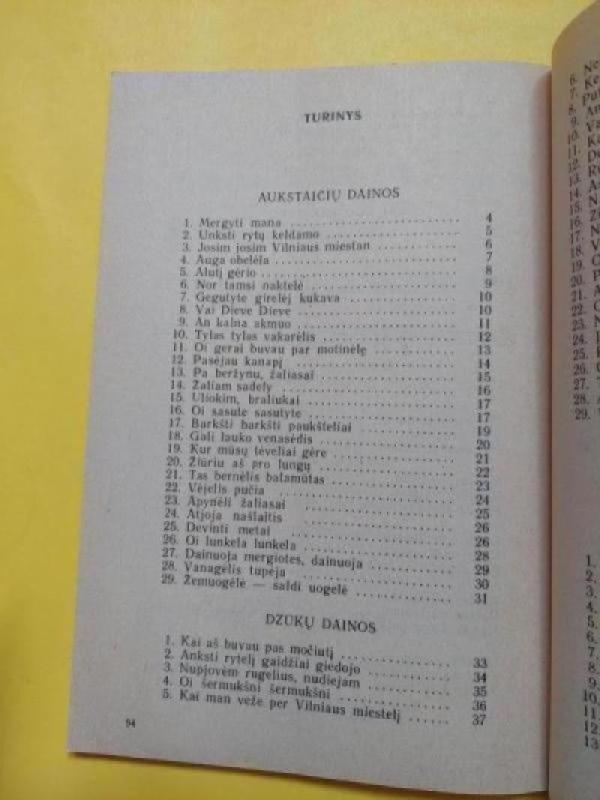 TURINYS
AUKŠTAIČIŲ DAINOS
1. Mergyti mana 4
2. Unksti rytų keldamo 5
3. Josim josim Vilniaus miestan 6
4. Auga obelėla 7
5. Alutį gėrio 8
6. Nor tamsi naktelė 9
7. Gegutytė girelėj kukava 10
8. Vai Dieve Dieve 10
9. An kalna akmuo 11
10. Tylas tylas vakarėlis 12
11. Oi gerai buvau par motinėlę 13
12. Pasėjau kanapį 14
13. Pa beržynu, žaliasai 15
14. Žaliam sadely 16
15. Uliokim, braliukai 17
16. Oi sasute sasutyte 17
17. Barkšti barkšti paukšteliai 19
18. Gali lauko venasėdis 20
19. Kur mūsų tėveliai gėre 21
20. Žiūriu aš pro lungų 22
21. Tas bernelis balamūtas 23
22. Vėjelis pučia 24
23. Apynėli žaliasai 25
24. Atjoja našlaitis 26
25. Devinti metai 26
26. Oi lunkela lunkela 28
27. Dainuoja mergiotes, dainuoja 29
28. Vanagėlis tupėja 30
29. Žemuogėlė — saldi uogelė 31
DZŪKŲ DAINOS
1. Kai aš buvau pas močiutį 33
2. Anksti rytelį gaidžiai giedojo 34
3. Nupjovėm rugelius, nudiejam 35
4. Oi šermukšni šermukšni 36
5. Kai man vežė per Vilniaus miestelį 37
94